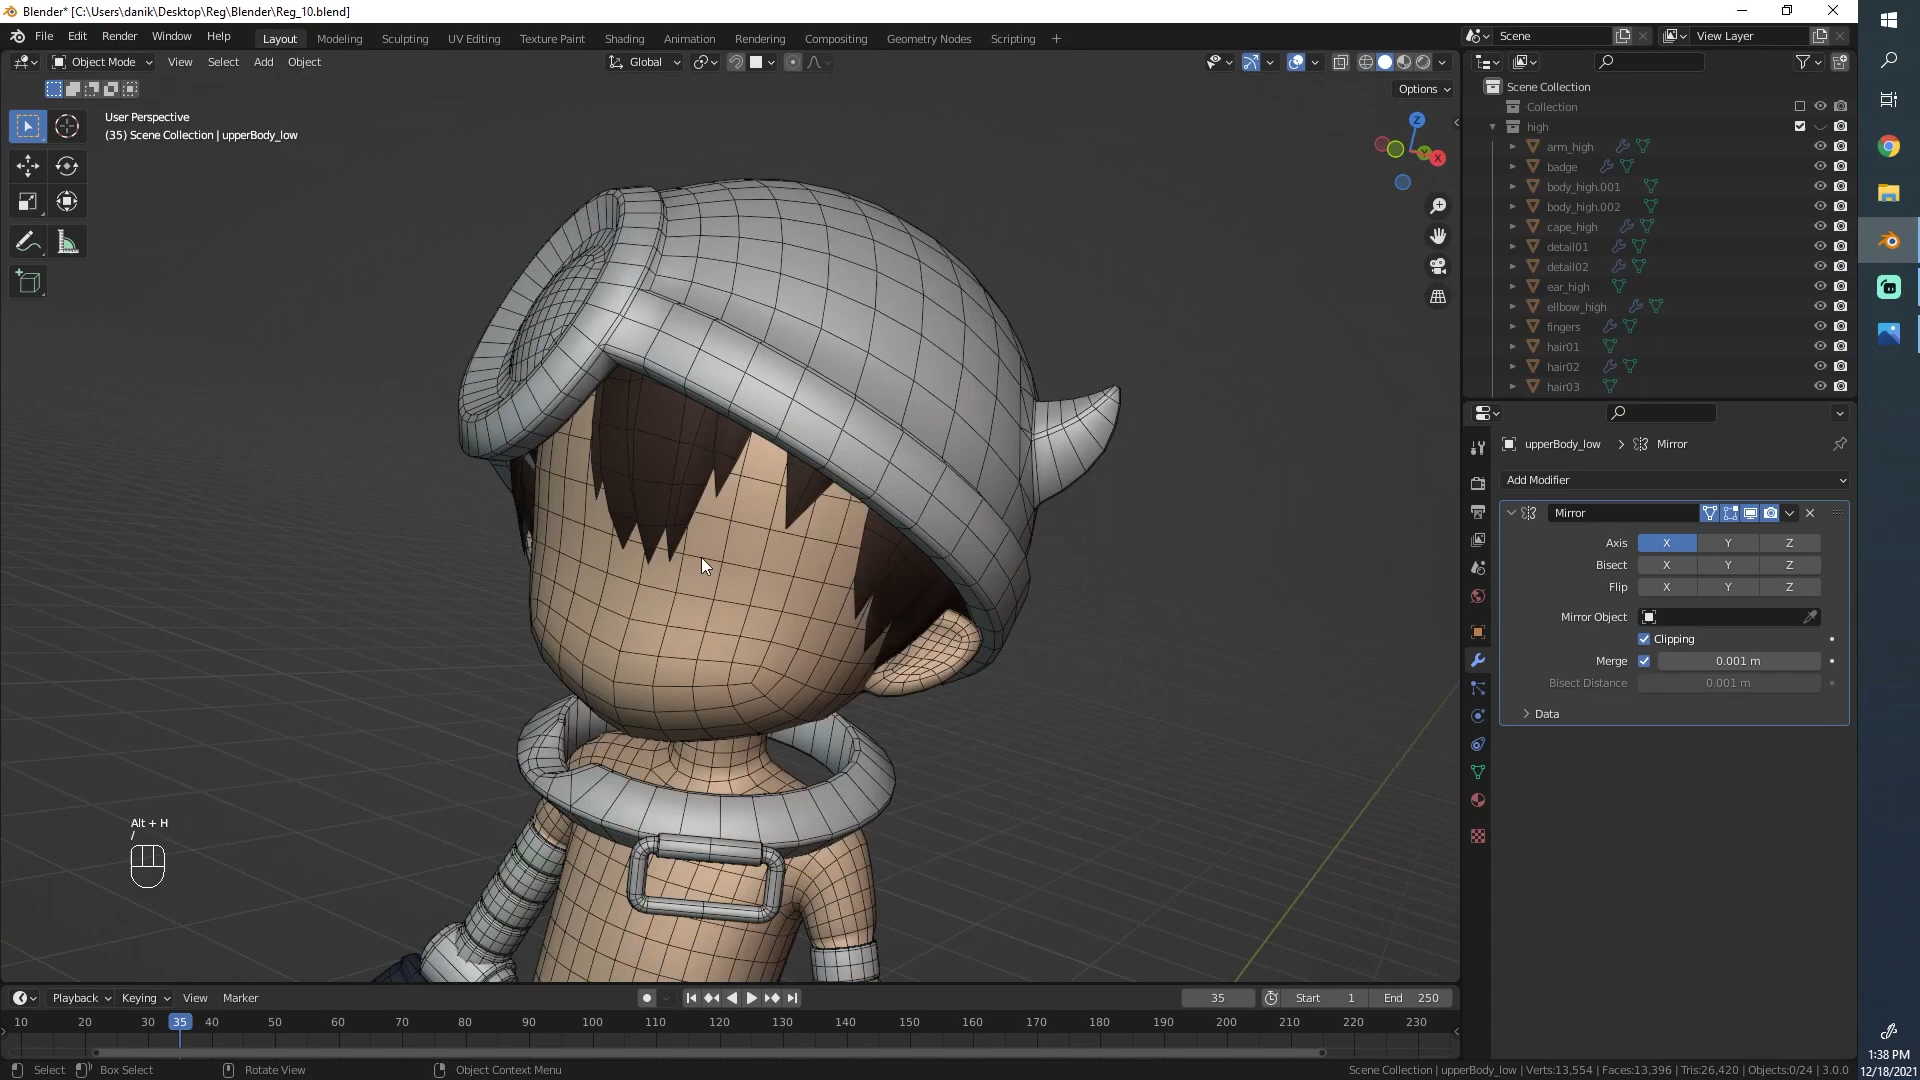 Blender* [C:\Users\danik\Desktop\Reg\Blender\Reg_10.blend]
File Edit Render Window Help
Layout Modeling Sculpting UV Editing Texture Paint Shading Animation Rendering Compositing Geometry Nodes Scripting +
Scene
View Layer
Object Mode View Select Add Object
Global
Options
User Perspective
(35) Scene Collection | upperBody_low
Z
Y
X
Scene Collection
Collection
high
arm_high
badge
body_high.001
body_high.002
cape_high
detail01
detail02
ear_high
ellbow_high
fingers
hair01
hair02
hair03
upperBody_low > Mirror
Add Modifier
Mirror
Axis X Y Z
Bisect X Y Z
Flip X Y Z
Mirror Object
Clipping
Merge 0.001 m
Bisect Distance 0.001 m
Data
Alt + H
/
Playback Keying View Marker
35 Start 1 End 250
10 20 30 35 40 50 60 70 80 90 100 110 120 130 140 150 160 170 180 190 200 210 220 230
Select Box Select Rotate View Object Context Menu
Scene Collection | upperBody_low | Verts:13,554 | Faces:13,396 | Tris:26,420 | Objects:0/24 | 3.0.0
1:38 PM
12/18/2021